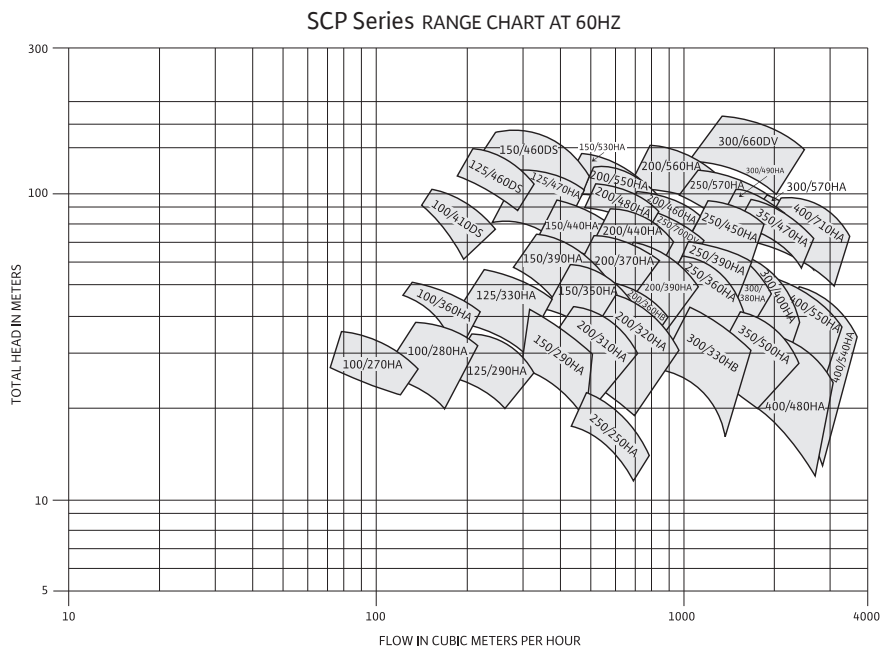 SCP Series RANGE CHART AT 60HZ
300
100
10
5
TOTAL HEAD IN METERS
150/460DS
150/530HA
300/660DV
125/460DS
125/470HA
200/550HA
200/560HA
250/570HA
300/490HA
300/570HA
100/410DS
200/480HA
200/460HA
400/710HA
150/440HA
200/440HA
250/700DV
250/450HA
350/470HA
150/390HA
200/370HA
250/390HA
100/360HA
125/330HA
150/350HA
200/390HA
250/360HA
300/
380HA
300/400HA
200/360HB
400/550HA
100/270HA
100/280HA
125/290HA
150/290HA
200/310HA
200/320HA
300/330HB
350/500HA
400/540HA
400/480HA
250/250HA
10
100
1000
4000
FLOW IN CUBIC METERS PER HOUR